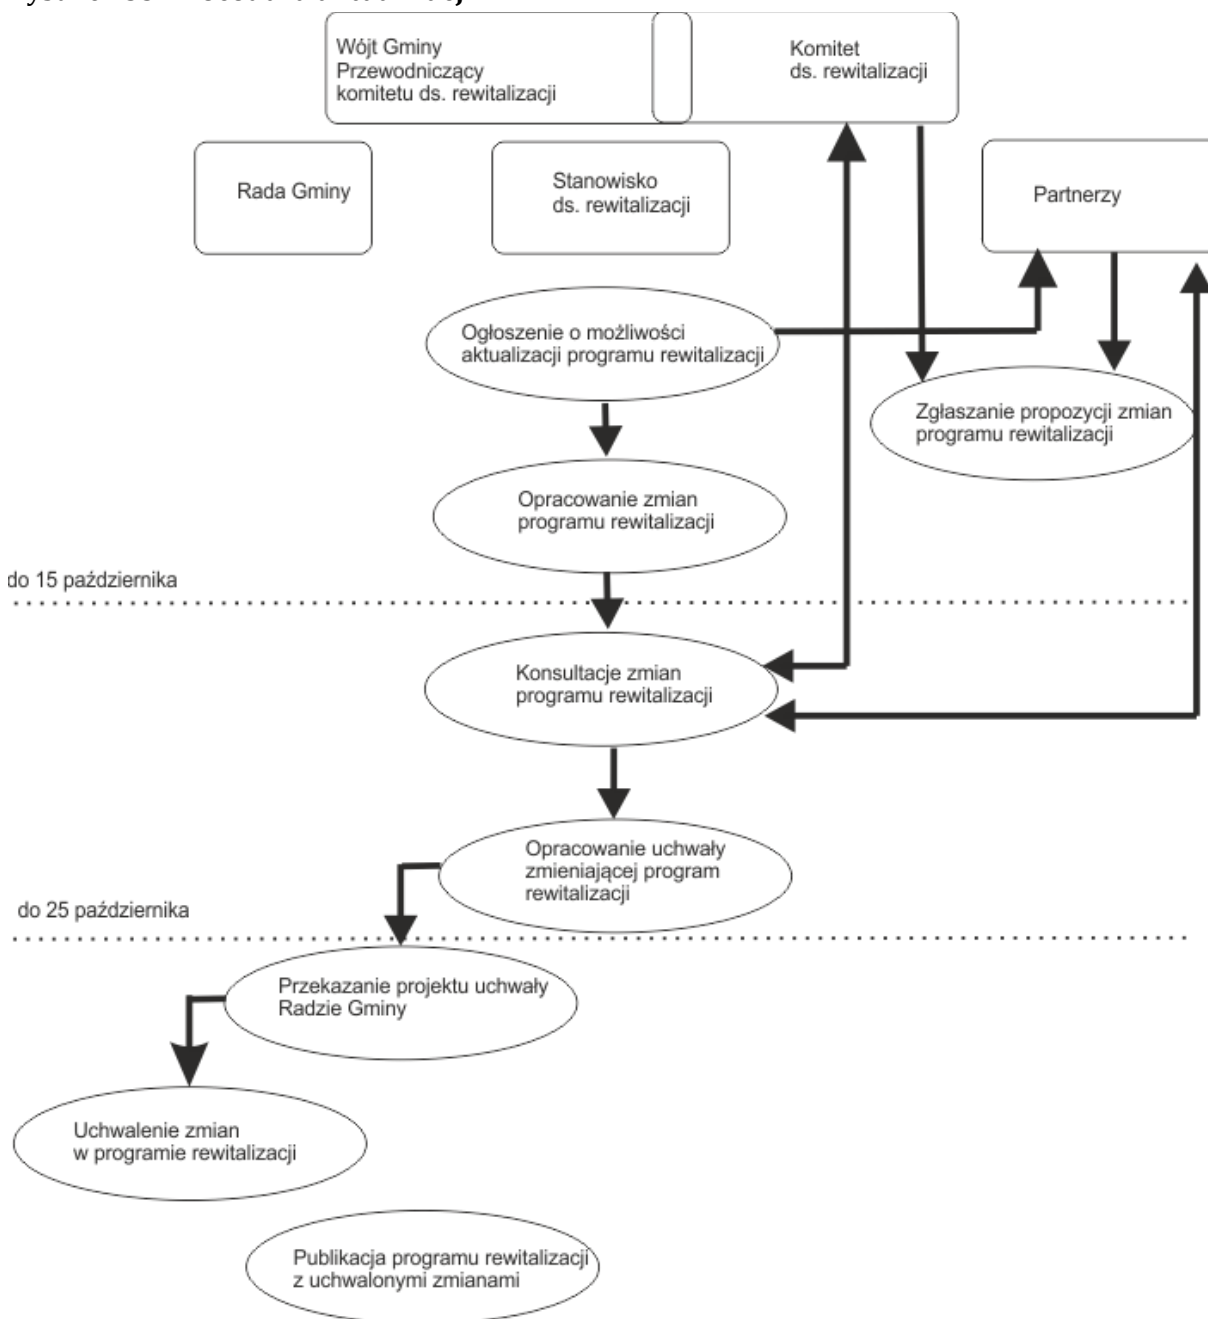 Wójt Gminy
Przewodniczący
komitetu ds. rewitalizacji
Komitet
ds. rewitalizacji
Rada Gminy
Stanowisko
ds. rewitalizacji
Partnerzy
Ogłoszenie o możliwości
aktualizacji programu rewitalizacji
Zgłaszanie propozycji zmian
programu rewitalizacji
Opracowanie zmian
programu rewitalizacji
do 15 października
Konsultacje zmian
programu rewitalizacji
Opracowanie uchwały
zmieniającej program
rewitalizacji
do 25 października
Przekazanie projektu uchwały
Radzie Gminy
Uchwalenie zmian
w programie rewitalizacji
Publikacja programu rewitalizacji
z uchwalonymi zmianami